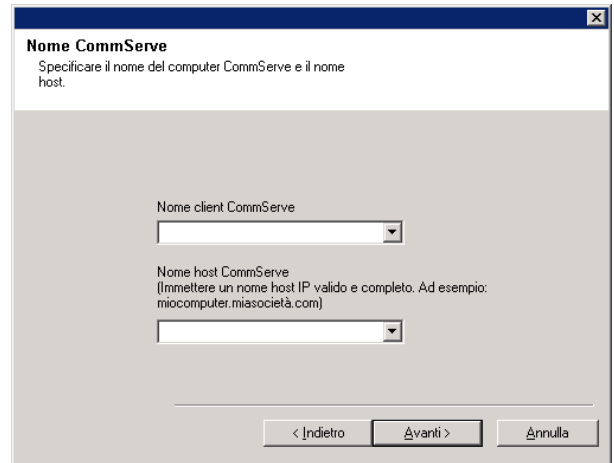 Nome CommServe
Specificare il nome del computer CommServe e il nome
host.
Nome client CommServe
Nome host CommServe
(Immettere un nome host IP valido e completo. Ad esempio:
miocomputer.miasocietà.com)
< Indietro
Avanti >
Annulla